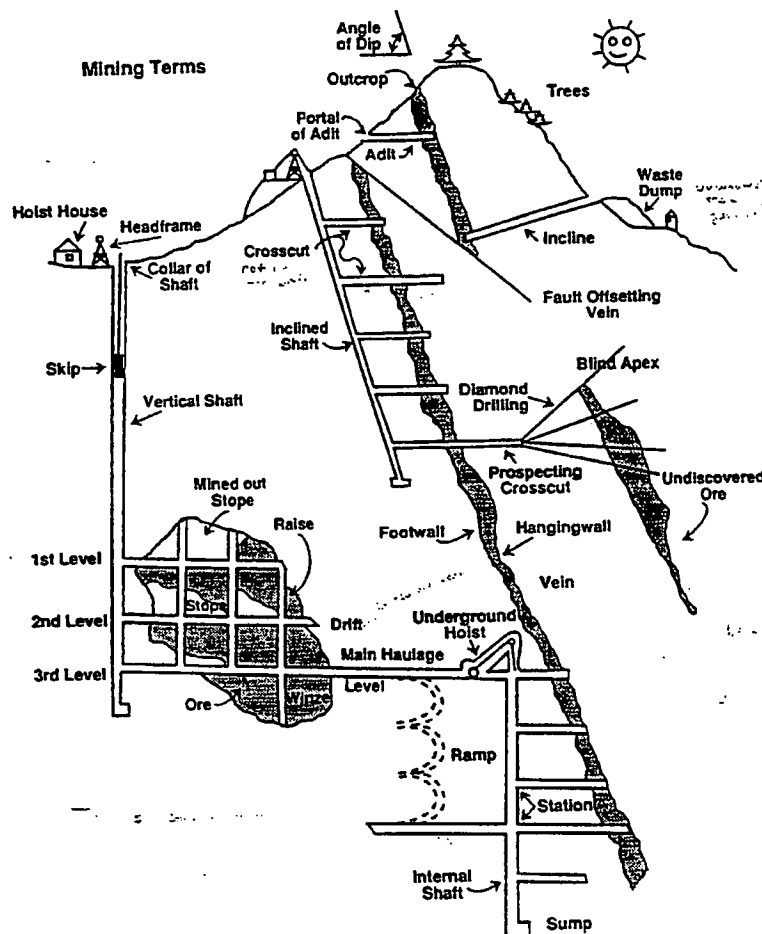 Angle
of Dip
Mining Terms
Outcrop
Trees
Portal
of Adit
Adit
Waste
Dump
Hoist House
Headframe
Crosscut
Incline
Collar of
Shaft
Fault Offsetting
Vein
Inclined
Shaft
Blind Apex
Skip
Diamond
Drilling
Vertical Shaft
Mined out
Stope
Prospecting
Crosscut
Undiscovered
Ore
Raise
Footwall
Hangingwall
1st Level
Vein
Stope
2nd Level
Drift
Underground
Hoist
Main Haulage
Level
3rd Level
Ore
Winze
Ramp
Station
Internal
Shaft
Sump